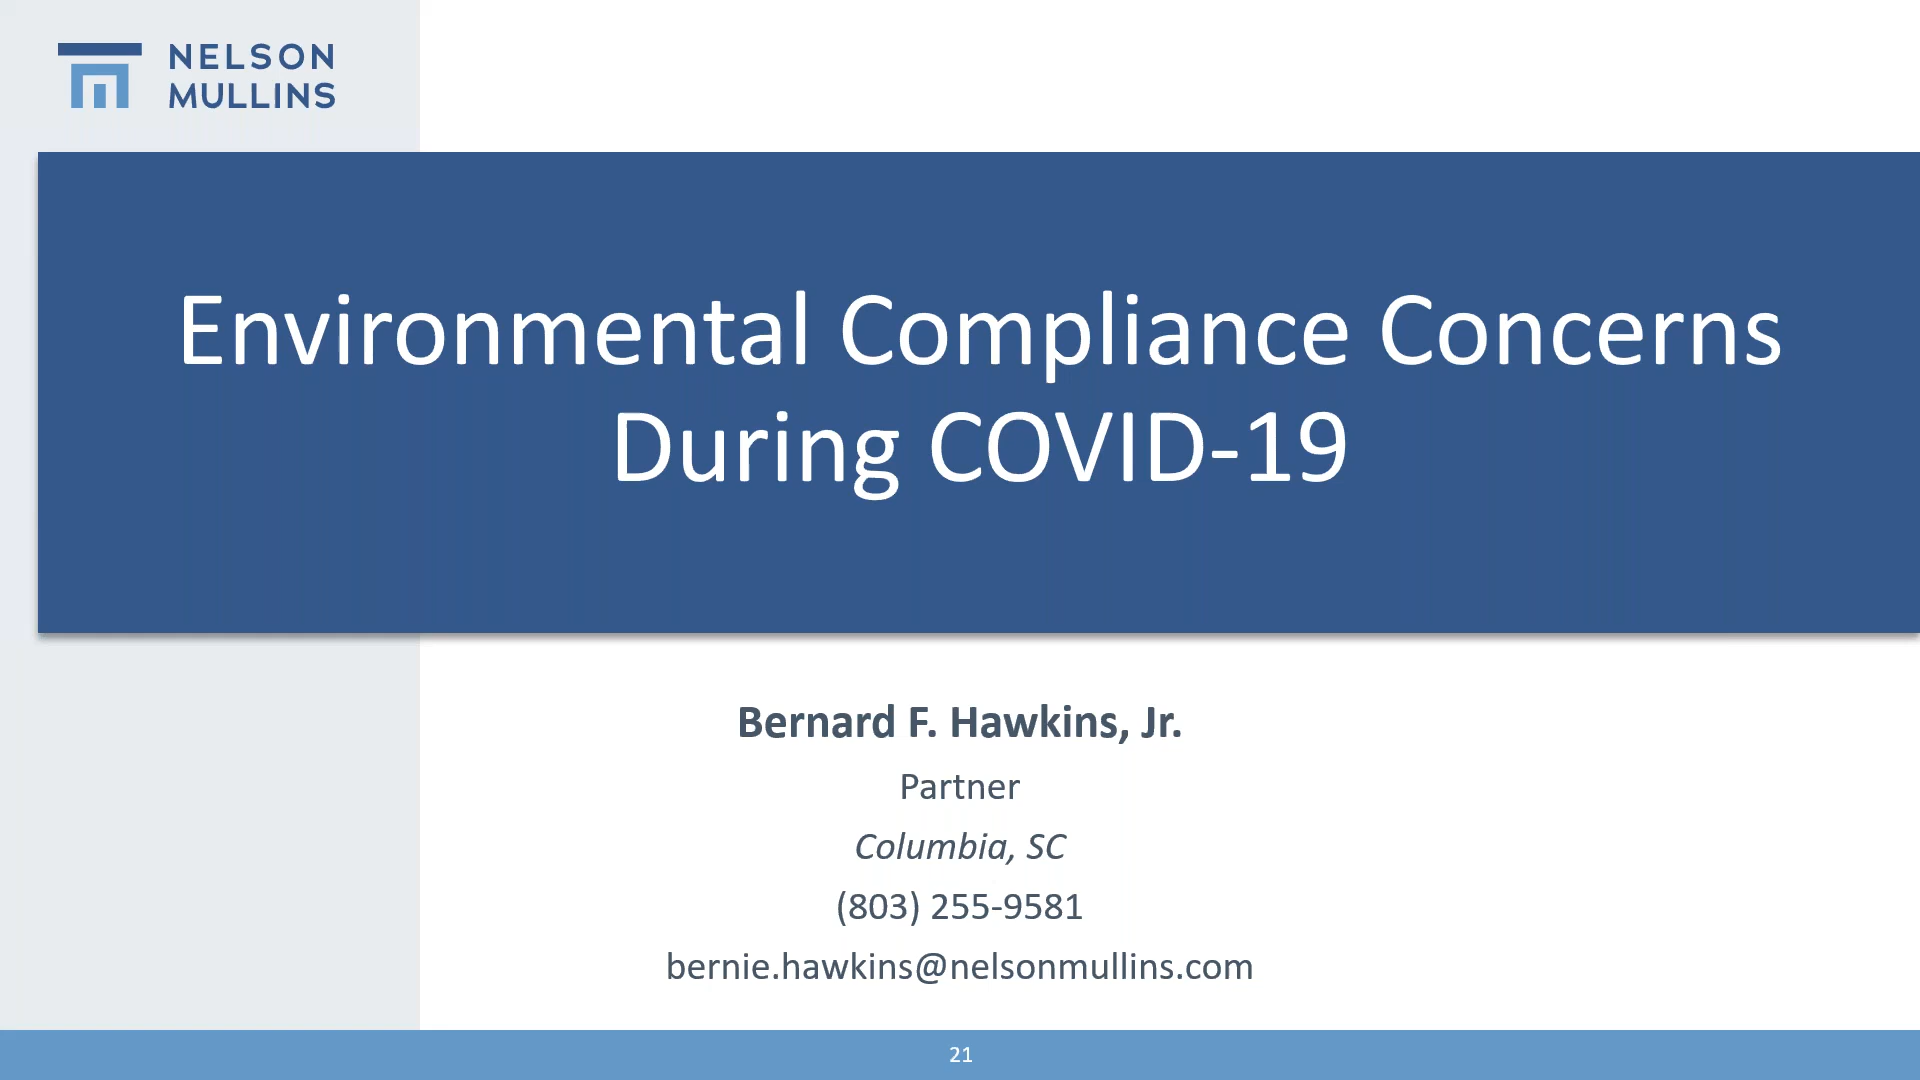 NELSON
MULLINS
Environmental Compliance Concerns
During COVID-19
Bernard F. Hawkins, Jr.
Partner
Columbia, SC
(803) 255-9581
bernie.hawkins@nelsonmullins.com
21